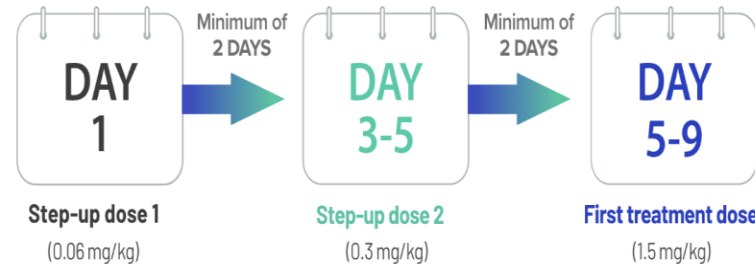 Minimum of
2 DAYS
Minimum of
2 DAYS
DAY
1
DAY
3-5
DAY
5-9
Step-up dose 1
(0.06 mg/kg)
Step-up dose 2
(0.3 mg/kg)
First treatment dose
(1.5 mg/kg)